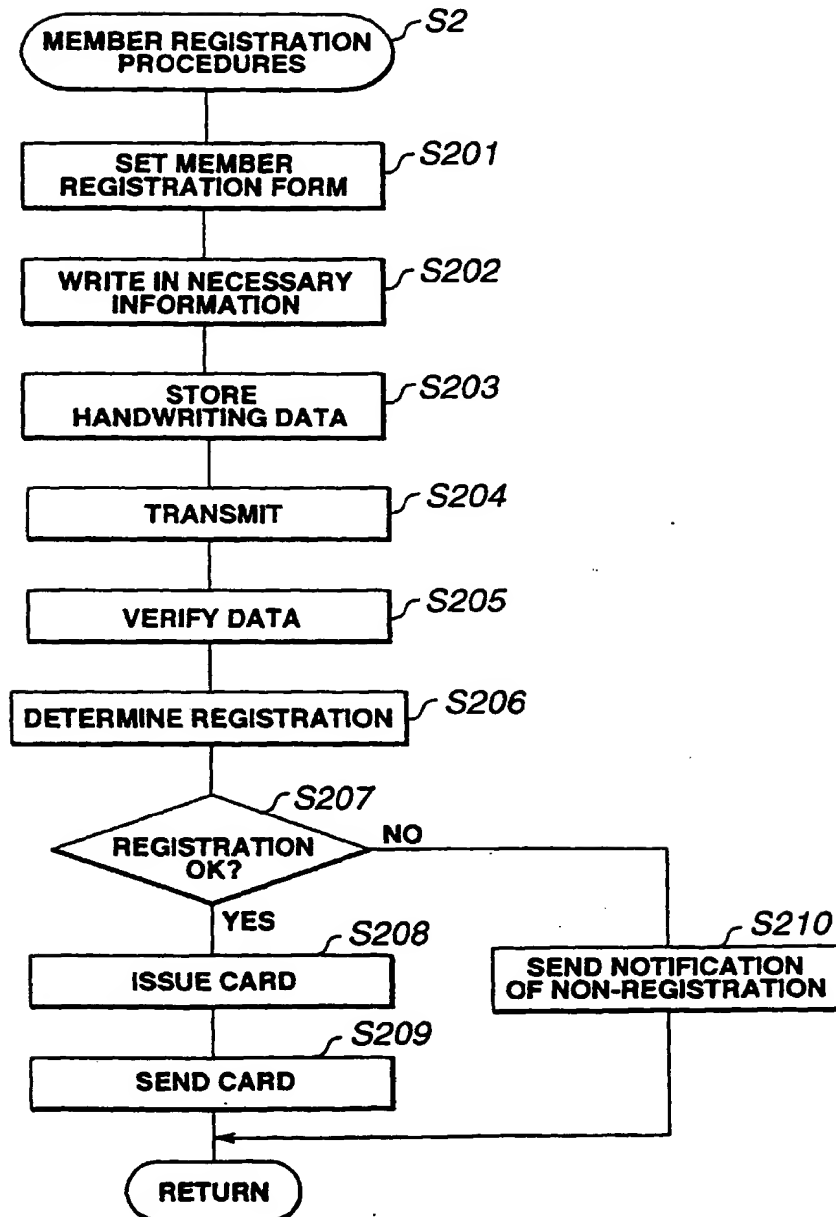 MEMBER REGISTRATION
PROCEDURES
S2
SET MEMBER
REGISTRATION FORM
S201
WRITE IN NECESSARY
INFORMATION
S202
STORE
HANDWRITING DATA
S203
TRANSMIT
S204
VERIFY DATA
S205
DETERMINE REGISTRATION
S206
S207
REGISTRATION
OK?
NO
YES
S208
ISSUE CARD
S210
SEND NOTIFICATION
OF NON-REGISTRATION
S209
SEND CARD
RETURN